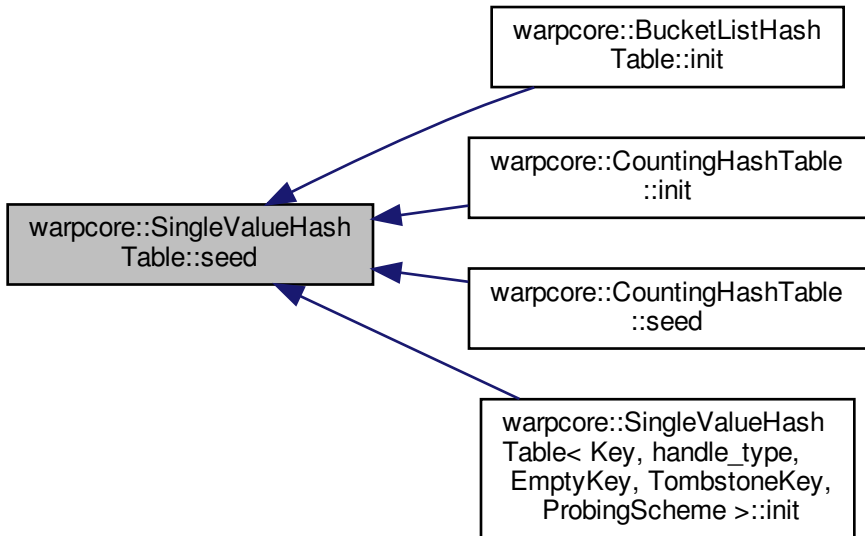 warpcore::BucketListHash
Table::init
warpcore::CountingHashTable
::init
warpcore::SingleValueHash
Table::seed
warpcore::CountingHashTable
::seed
warpcore::SingleValueHash
Table< Key, handle_type,
EmptyKey, TombstoneKey,
ProbingScheme >::init